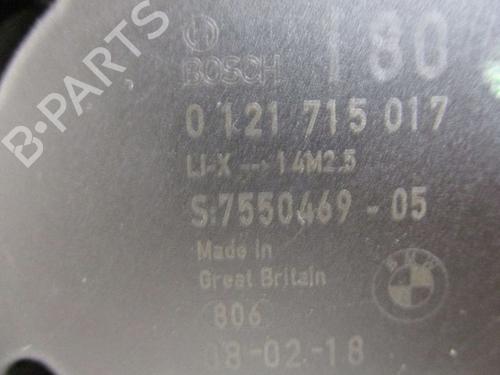 180
BOSCH
0 121 715 017
LI-X → 14M2.5
S:7550469-05
Made in
Great Britain
BMW
806
08-02-18
B-PARTS